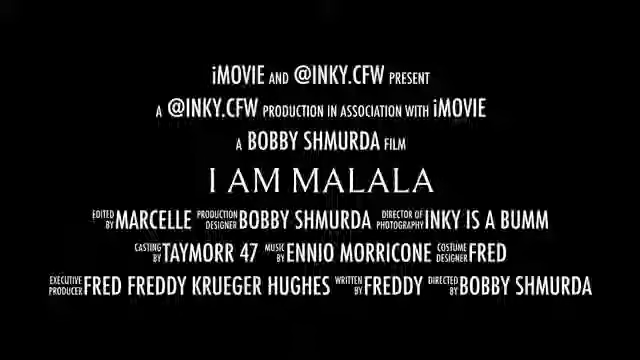 iMOVIE AND @INKY.CFW PRESENT
A @INKY.CFW PRODUCTION IN ASSOCIATION WITH iMOVIE
A BOBBY SHMURDA FILM
I AM MALALA
EDITED BY MARCELLE PRODUCTION DESIGNER BOBBY SHMURDA DIRECTOR OF PHOTOGRAPHY INKY IS A BUMM
CASTING BY TAYMORR 47 MUSIC BY ENNIO MORRICONE COSTUME DESIGNER FRED
EXECUTIVE PRODUCER FRED FREDDY KRUEGER HUGHES WRITTEN BY FREDDY DIRECTED BY BOBBY SHMURDA